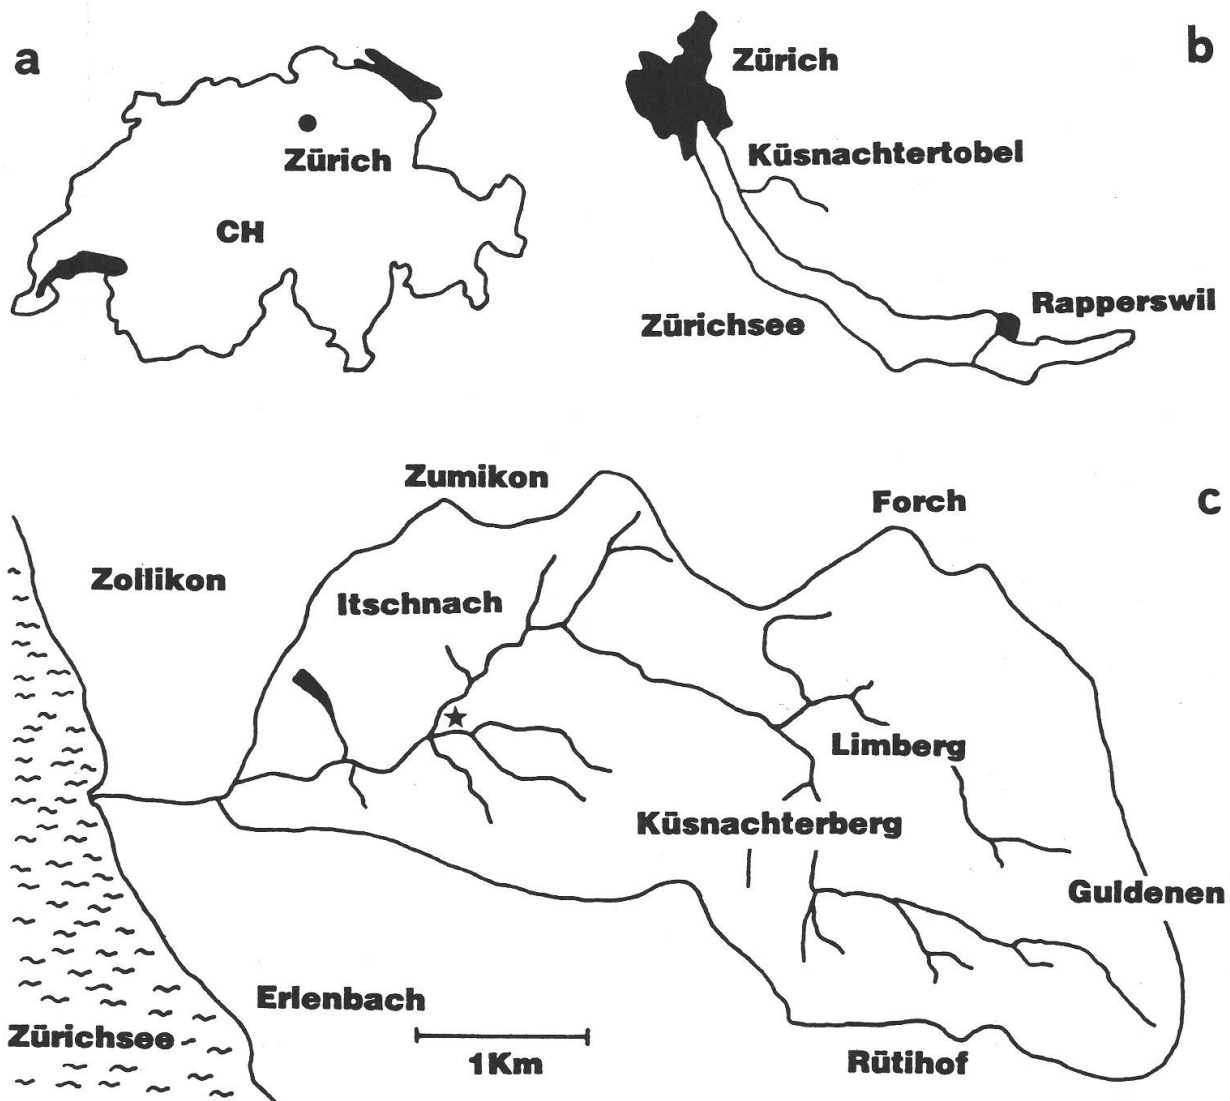 a
Zürich
CH
b
Zürich
Küsnachtertobel
Zürichsee
Rapperswil
c
Zumikon
Forch
Zollikon
Itschnach
Limberg
Küsnachterberg
Guldenen
Erlenbach
Zürichsee
1Km
Rütihof